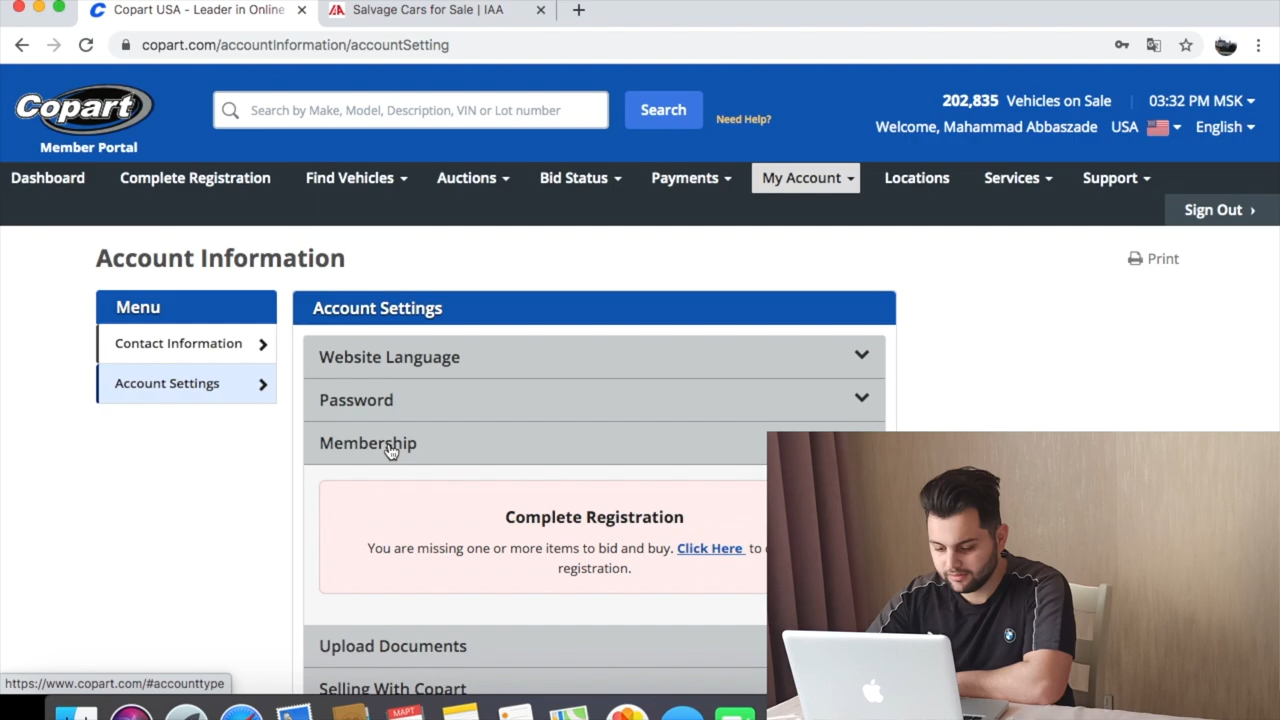 Copart USA - Leader in Online
Salvage Cars for Sale | IAA
copart.com/accountInformation/accountSetting
Copart
Member Portal
Search by Make, Model, Description, VIN or Lot number
Search
Need Help?
202,835 Vehicles on Sale
03:32 PM MSK
Welcome, Mahammad Abbaszade
USA
English
Dashboard
Complete Registration
Find Vehicles
Auctions
Bid Status
Payments
My Account
Locations
Services
Support
Sign Out
Account Information
Print
Menu
Contact Information
Account Settings
Account Settings
Website Language
Password
Membership
Complete Registration
You are missing one or more items to bid and buy. Click Here to
registration.
Upload Documents
Selling With Copart
https://www.copart.com/#accounttype
MAPT